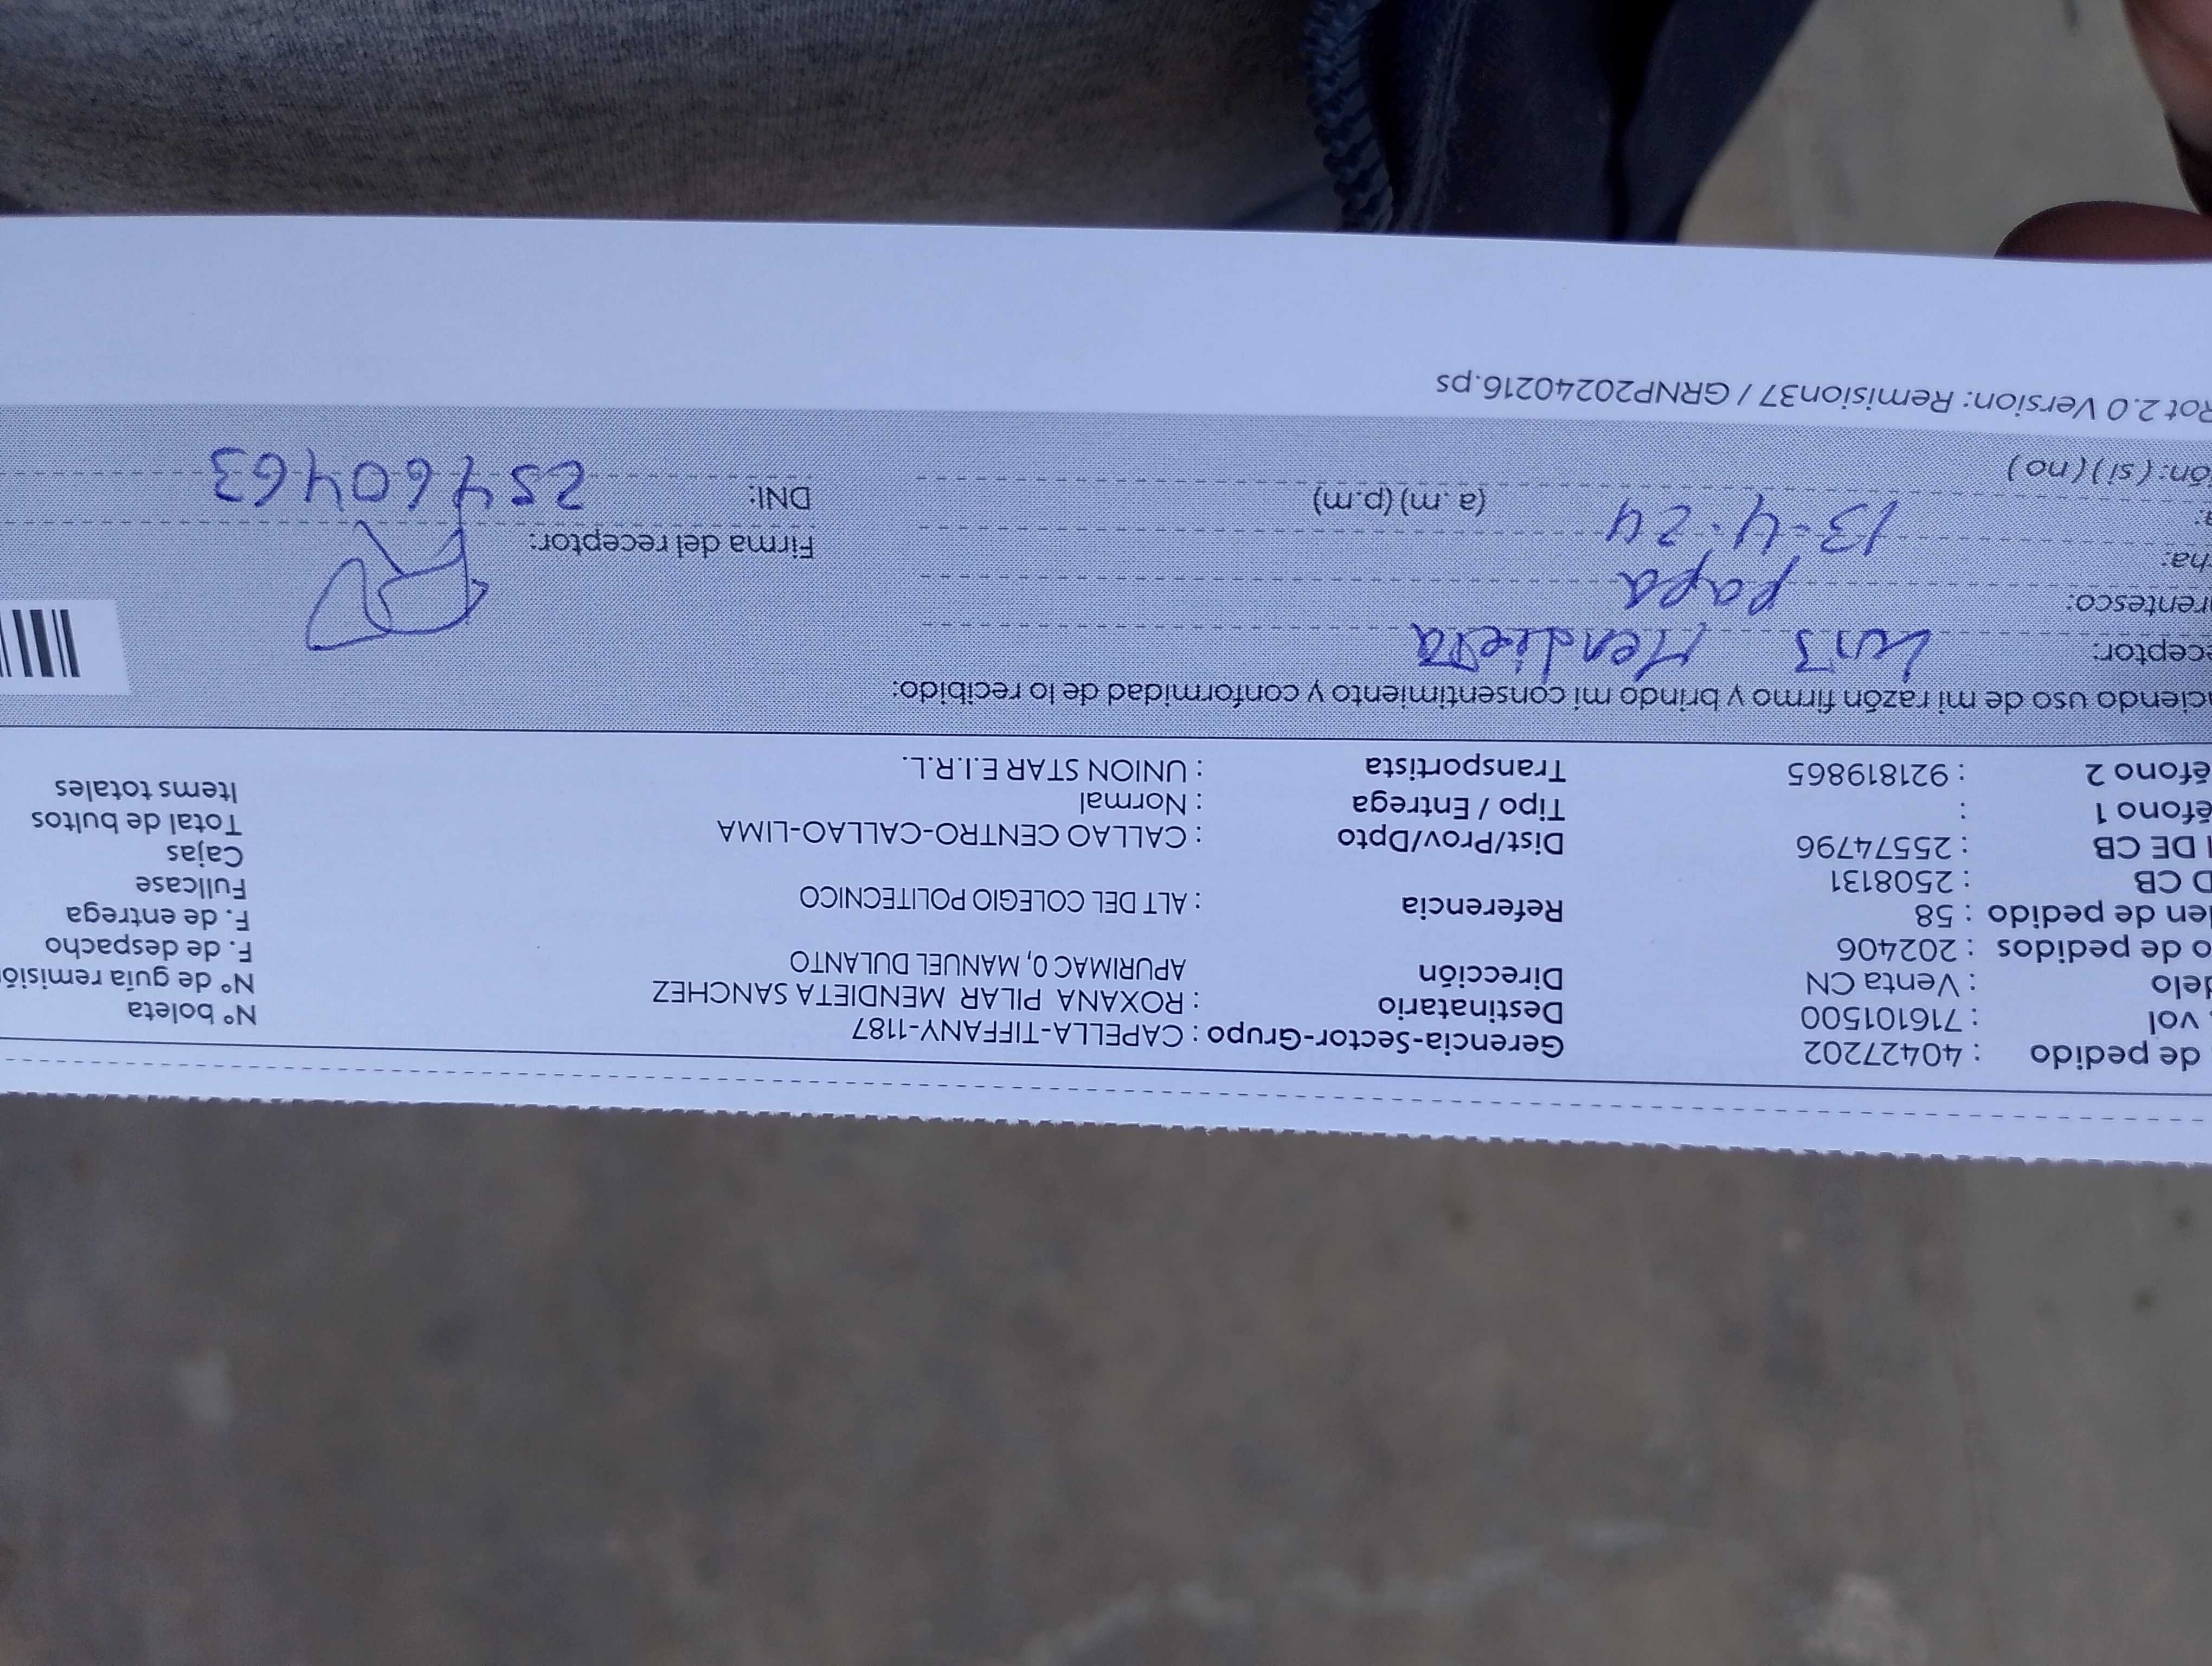 de pedido : 40427202 Gerencia-Sector-Grupo : CAPELLA-TIFFANY-1187 N° boleta
vol : 716101500 Destinatario : ROXANA PILAR MENDIETA SANCHEZ N° de guía remisió
delo : Venta CN Dirección APURIMAC 0, MANUEL DULANTO F. de despacho
o de pedidos : 202406 F. de entrega
en de pedido : 58 Referencia : ALT DEL COLEGIO POLITECNICO Fullcase
D CB : 2508131 Cajas
I DE CB : 25574796 Dist/Prov/Dpto : CALLAO CENTRO-CALLAO-LIMA Total de bultos
éfono 1 : Tipo / Entrega : Normal Items totales
éfono 2 : 921819865 Transportista : UNION STAR E.I.R.L.
ciendo uso de mi razón firmo y brindo mi consentimiento y conformidad de lo recibido:
ceptor: Luis Mendieta
rentesco: papa
ha: 13-4-24 Firma del receptor:
a: (a.m) (p.m) DNI: 25460463
ón: (si) (no)
Rot 2.0 Version: Remision37 / GRNP20240216.ps